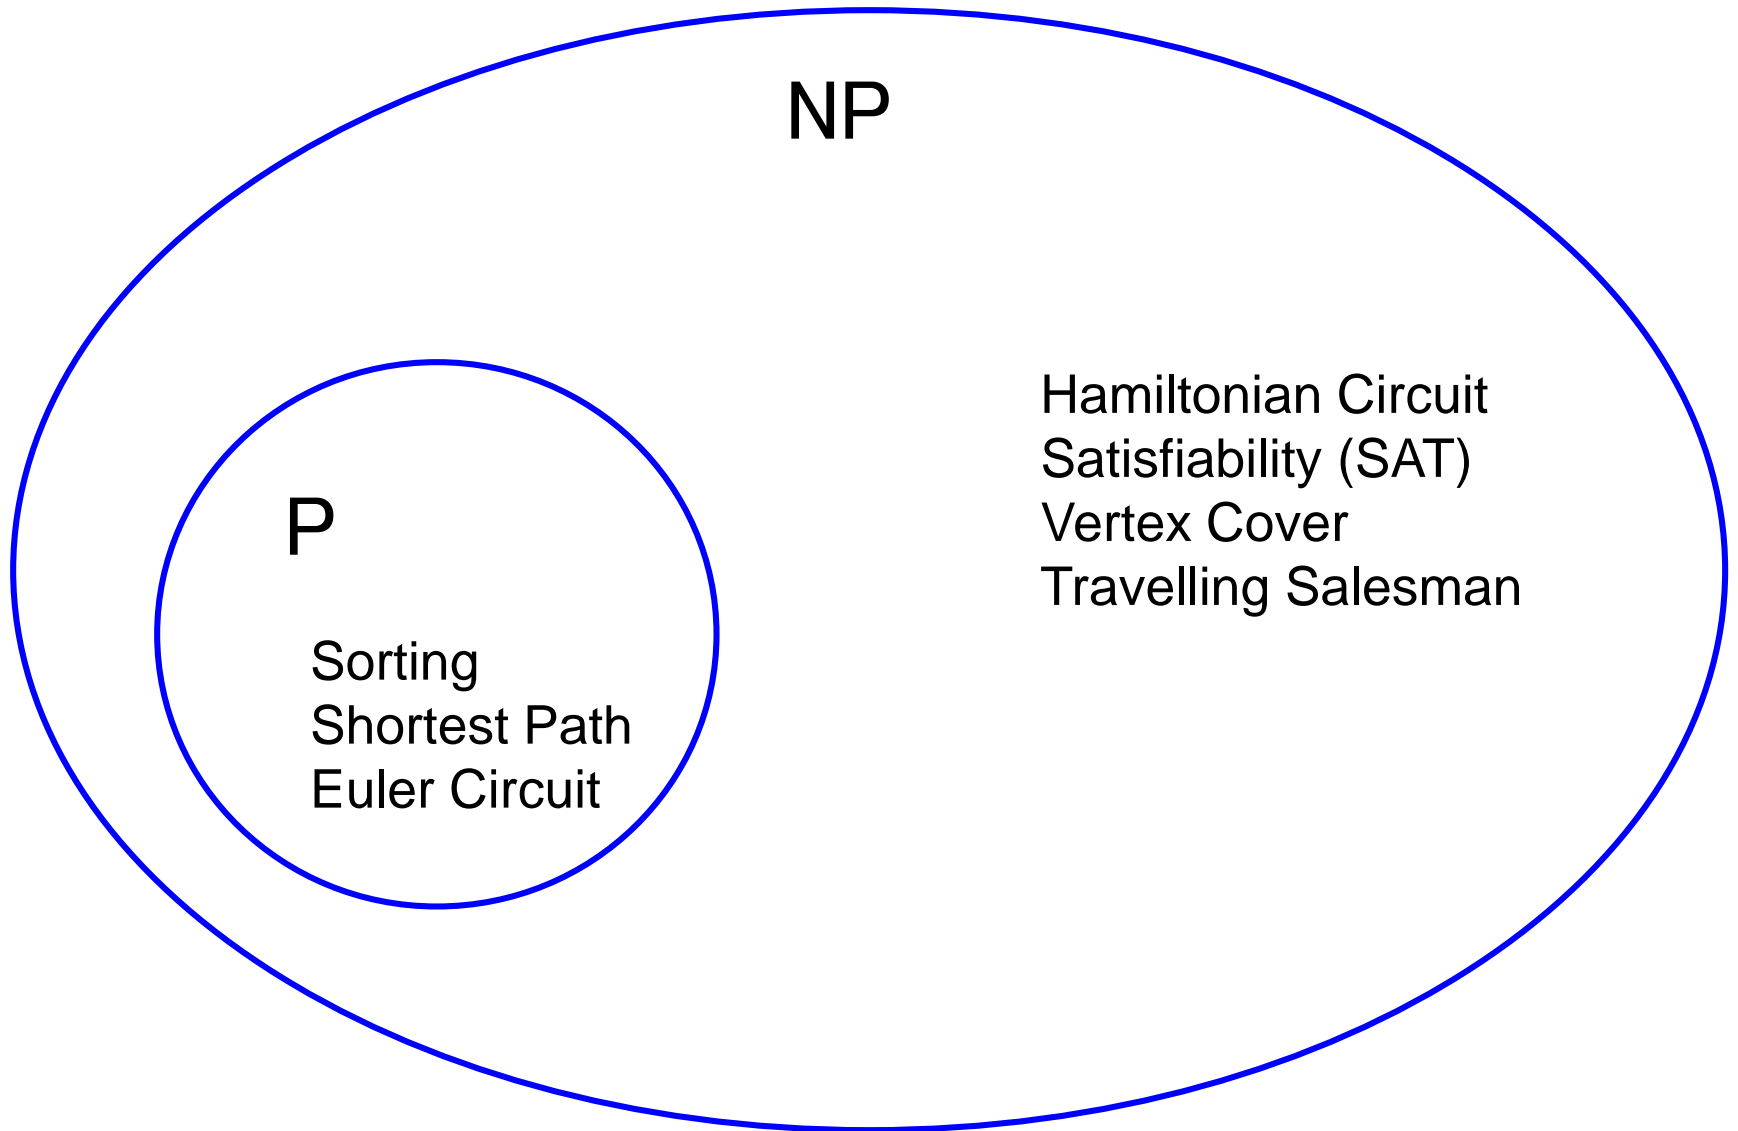 NP
Hamiltonian Circuit
Satisfiability (SAT)
Vertex Cover
Travelling Salesman
P
Sorting
Shortest Path
Euler Circuit